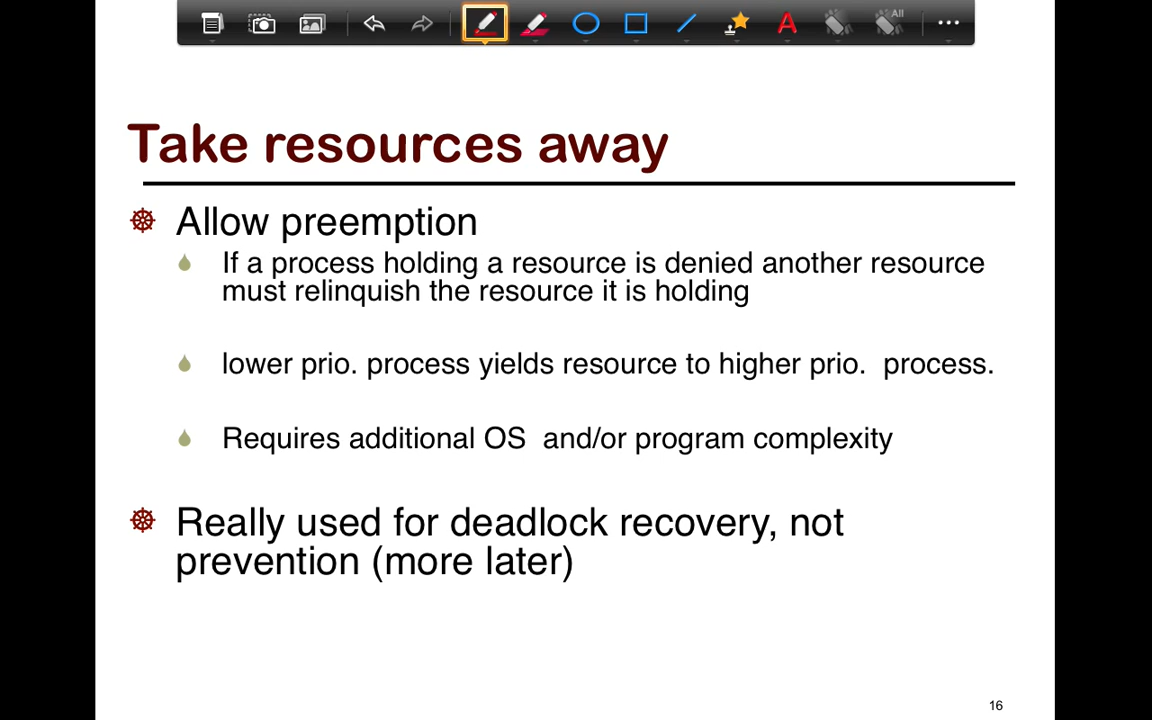 A
All
Take resources away
Allow preemption
If a process holding a resource is denied another resource
must relinquish the resource it is holding
lower prio. process yields resource to higher prio.  process.
Requires additional OS  and/or program complexity
Really used for deadlock recovery, not
prevention (more later)
16